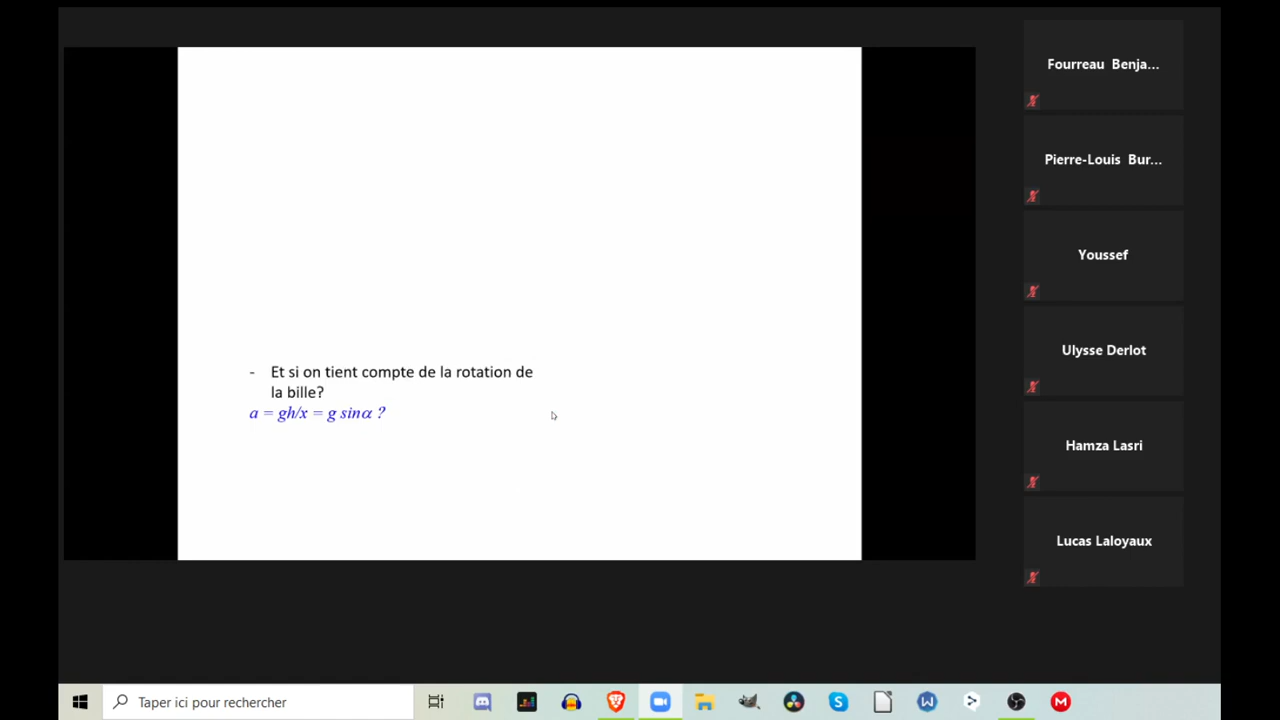 Fourreau Benja...
Pierre-Louis Bur...
Youssef
Ulysse Derlot
Hamza Lasri
Lucas Laloyaux
- Et si on tient compte de la rotation de
la bille?
a = gh/x = g sinα ?
Taper ici pour rechercher